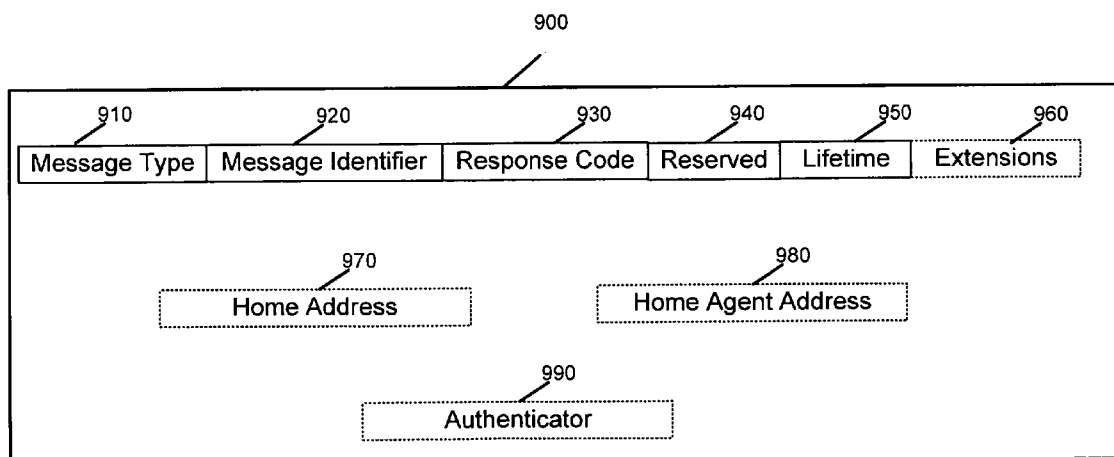 900
910 920 930 940 950 960
Message Type Message Identifier Response Code Reserved Lifetime Extensions
970 980
Home Address Home Agent Address
990
Authenticator